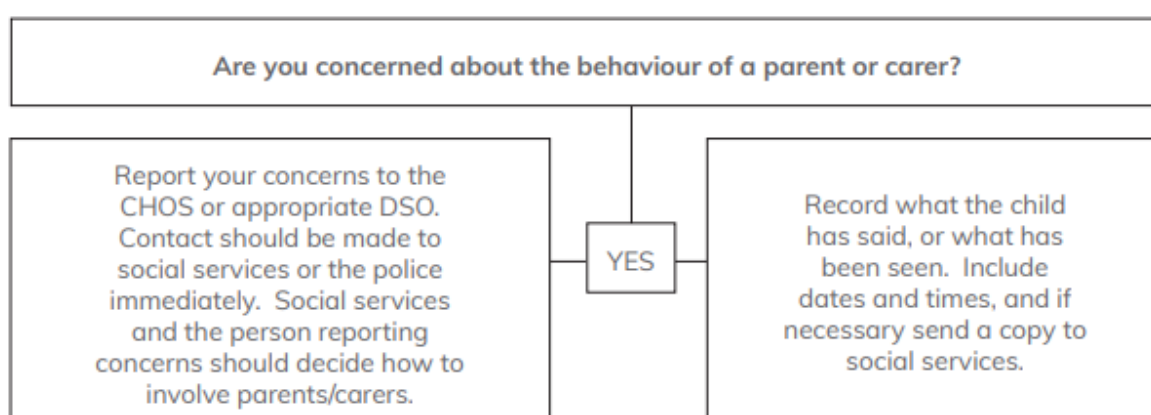 Are you concerned about the behaviour of a parent or carer?
Report your concerns to the
CHOS or appropriate DSO.
Contact should be made to
social services or the police
immediately.  Social services
and the person reporting
concerns should decide how to
involve parents/carers.
YES
Record what the child
has said, or what has
been seen.  Include
dates and times, and if
necessary send a copy to
social services.